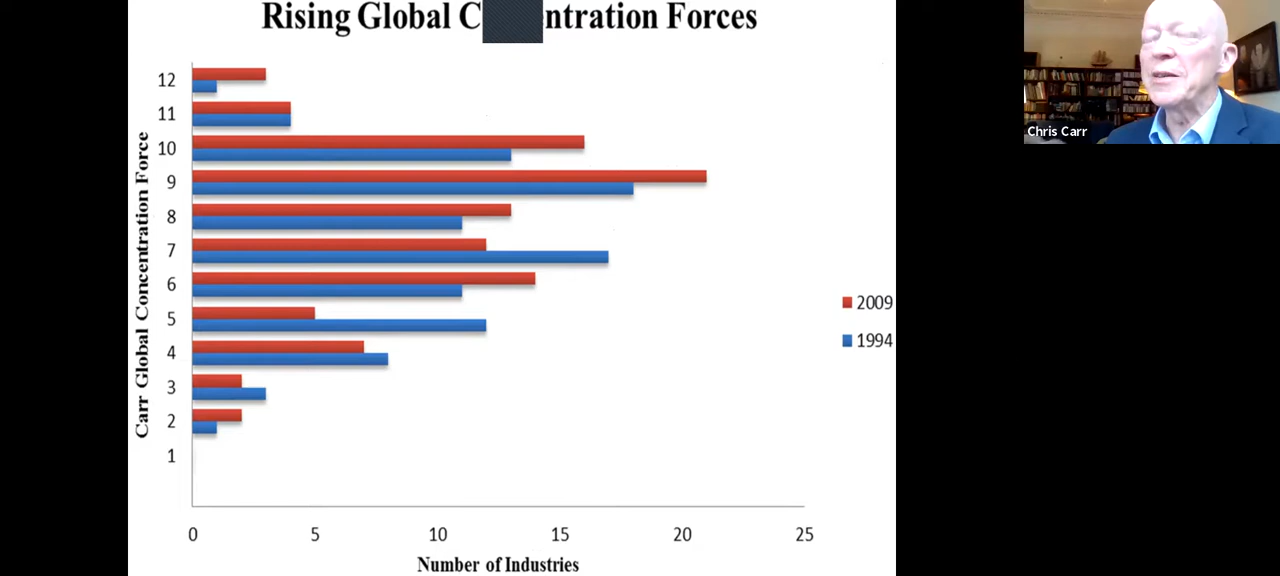 Rising Global C ntration Forces
Carr Global Concentration Force
12
11
10
9
8
7
6
5
4
3
2
1
0 5 10 15 20 25
Number of Industries
2009
1994
Chris Carr